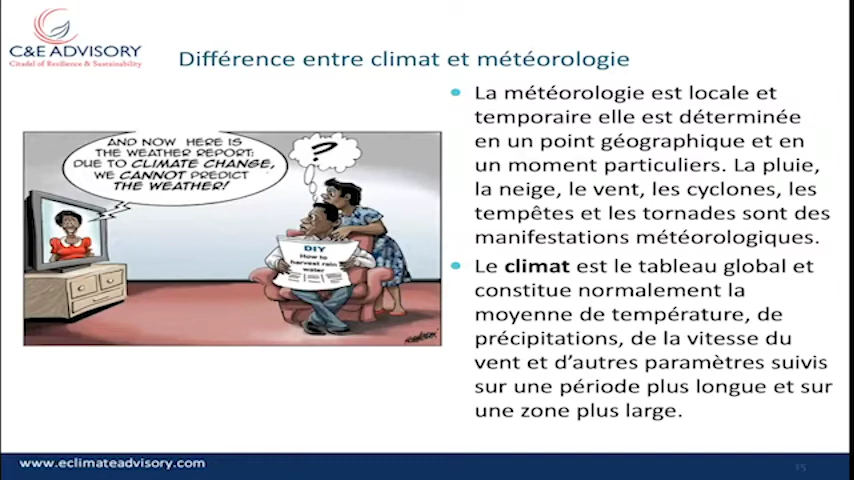 C&E ADVISORY
Citadel of Resilience & Sustainability
Différence entre climat et météorologie
AND NOW HERE IS
THE WEATHER REPORT:
DUE TO CLIMATE CHANGE,
WE CANNOT PREDICT
THE WEATHER!
?
DIY
How to
harvest rain
water
• La météorologie est locale et
temporaire elle est déterminée
en un point géographique et en
un moment particuliers. La pluie,
la neige, le vent, les cyclones, les
tempêtes et les tornades sont des
manifestations météorologiques.
• Le climat est le tableau global et
constitue normalement la
moyenne de température, de
précipitations, de la vitesse du
vent et d’autres paramètres suivis
sur une période plus longue et sur
une zone plus large.
www.eclimateadvisory.com
15